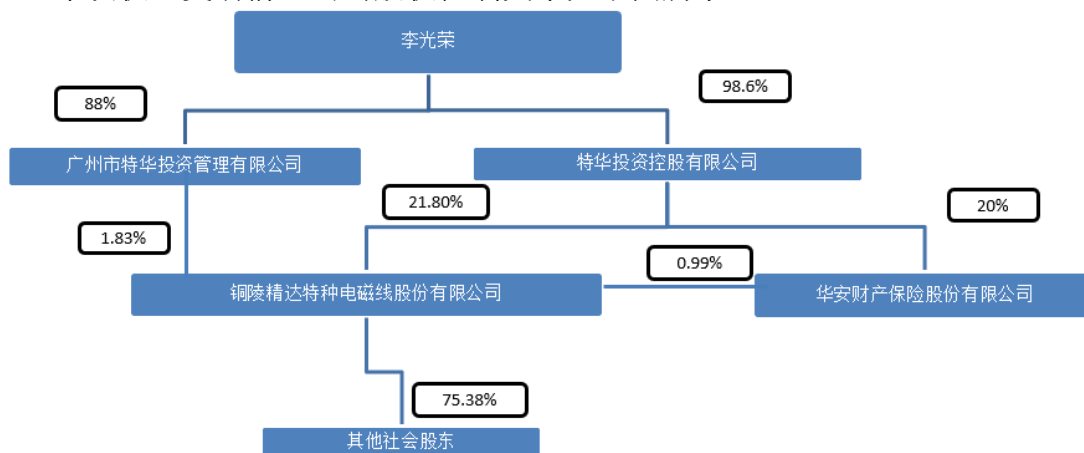 李光荣
88%
98.6%
广州市特华投资管理有限公司
特华投资控股有限公司
21.80%
20%
1.83%
0.99%
铜陵精达特种电磁线股份有限公司
华安财产保险股份有限公司
75.38%
其他社会股东